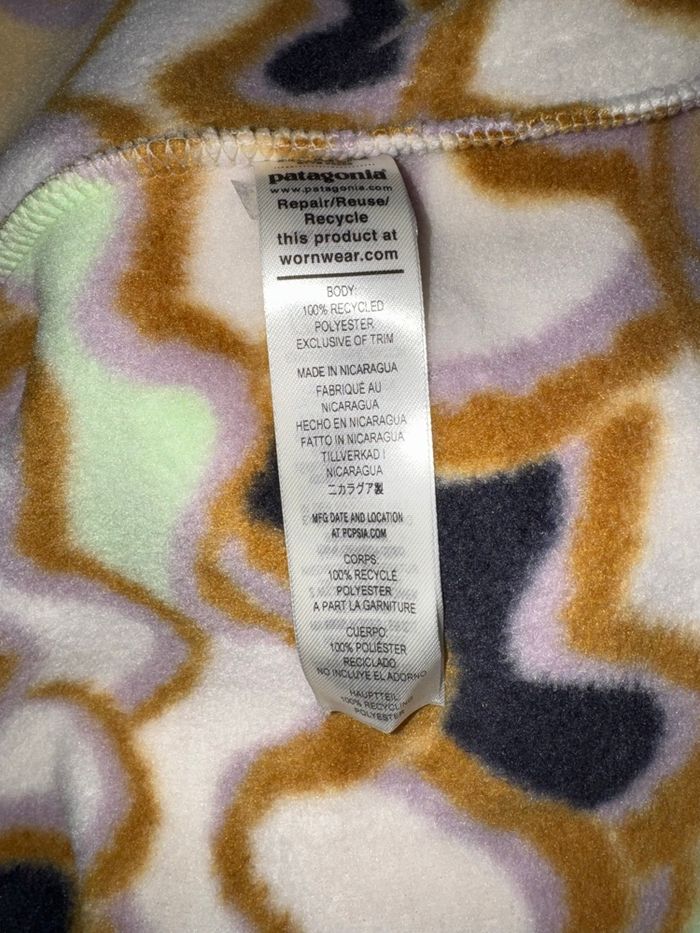 patagonia®
www.patagonia.com
Repair/Reuse/
Recycle
this product at
wornwear.com
BODY:
100% RECYCLED
POLYESTER
EXCLUSIVE OF TRIM
MADE IN NICARAGUA
FABRIQUÉ AU
NICARAGUA
HECHO EN NICARAGUA
FATTO IN NICARAGUA
TILLVERKAD I
NICARAGUA
ニカラグア製
MFG DATE AND LOCATION
AT PCPSIA.COM
CORPS:
100% RECYCLÉ
POLYESTER
A PART LA GARNITURE
CUERPO:
100% POLIÉSTER
RECICLADO
NO INCLUYE EL ADORNO
HAUPTTEIL:
100% RECYCLING
POLYESTER